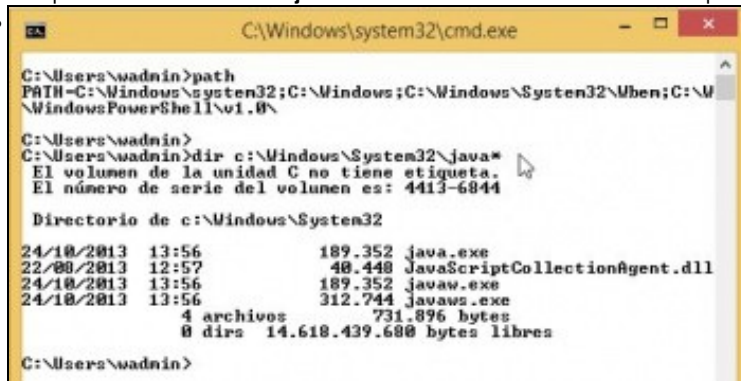 C:\Windows\system32\cmd.exe
C:\Users\wadmin>path
PATH=C:\Windows\system32;C:\Windows;C:\Windows\System32\Wbem;C:\W
\WindowsPowerShell\v1.0\
C:\Users\wadmin>
C:\Users\wadmin>dir c:\Windows\System32\java*
El volumen de la unidad C no tiene etiqueta.
El número de serie del volumen es: 4413-6844
Directorio de c:\Windows\System32
24/10/2013 13:56 189.352 java.exe
22/08/2013 12:57 40.448 JavaScriptCollectionAgent.dll
24/10/2013 13:56 189.352 javaw.exe
24/10/2013 13:56 312.744 javaws.exe
4 archivos 731.896 bytes
0 dirs 14.618.439.680 bytes libres
C:\Users\wadmin>